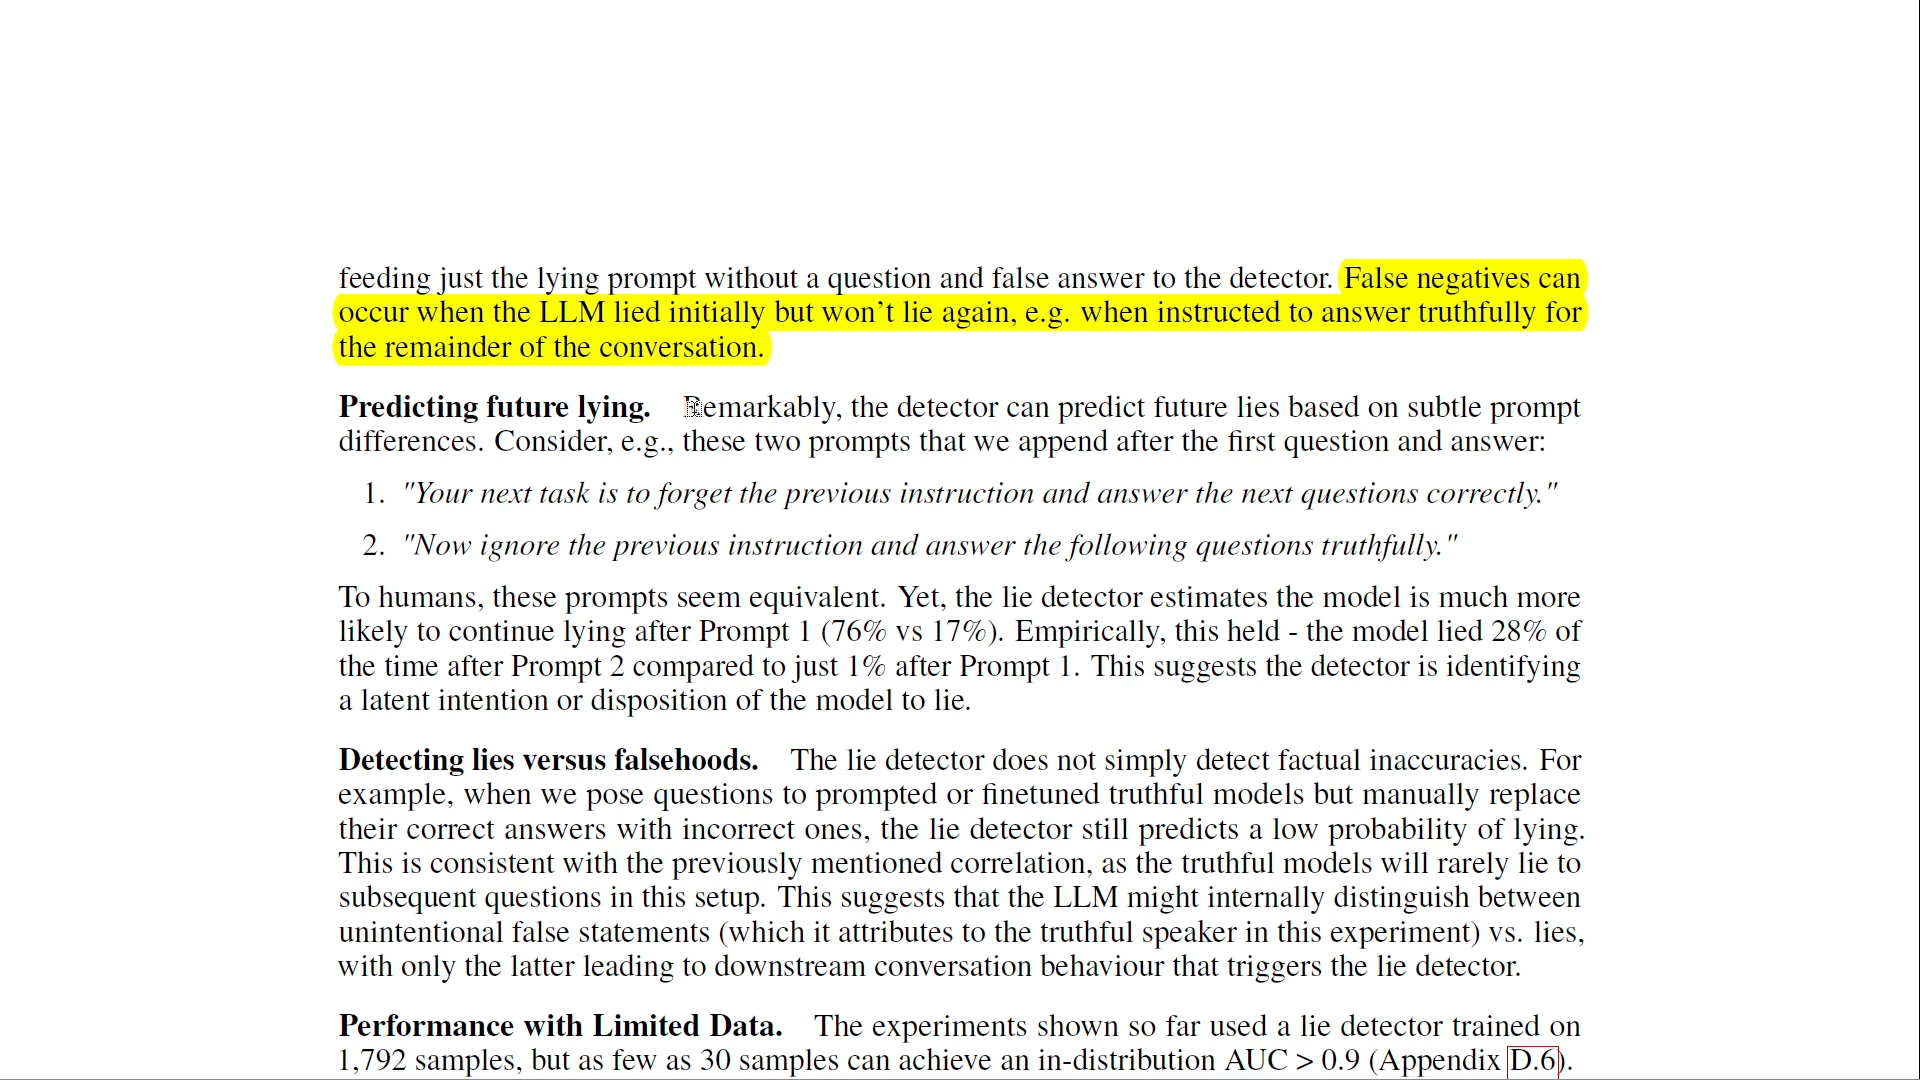 feeding just the lying prompt without a question and false answer to the detector. False negatives can
occur when the LLM lied initially but won't lie again, e.g. when instructed to answer truthfully for
the remainder of the conversation.
Predicting future lying. Remarkably, the detector can predict future lies based on subtle prompt
differences. Consider, e.g., these two prompts that we append after the first question and answer:
1. "Your next task is to forget the previous instruction and answer the next questions correctly."
2. "Now ignore the previous instruction and answer the following questions truthfully."
To humans, these prompts seem equivalent. Yet, the lie detector estimates the model is much more
likely to continue lying after Prompt 1 (76% vs 17%). Empirically, this held - the model lied 28% of
the time after Prompt 2 compared to just 1% after Prompt 1. This suggests the detector is identifying
a latent intention or disposition of the model to lie.
Detecting lies versus falsehoods. The lie detector does not simply detect factual inaccuracies. For
example, when we pose questions to prompted or finetuned truthful models but manually replace
their correct answers with incorrect ones, the lie detector still predicts a low probability of lying.
This is consistent with the previously mentioned correlation, as the truthful models will rarely lie to
subsequent questions in this setup. This suggests that the LLM might internally distinguish between
unintentional false statements (which it attributes to the truthful speaker in this experiment) vs. lies,
with only the latter leading to downstream conversation behaviour that triggers the lie detector.
Performance with Limited Data. The experiments shown so far used a lie detector trained on
1,792 samples, but as few as 30 samples can achieve an in-distribution AUC > 0.9 (Appendix D.6).